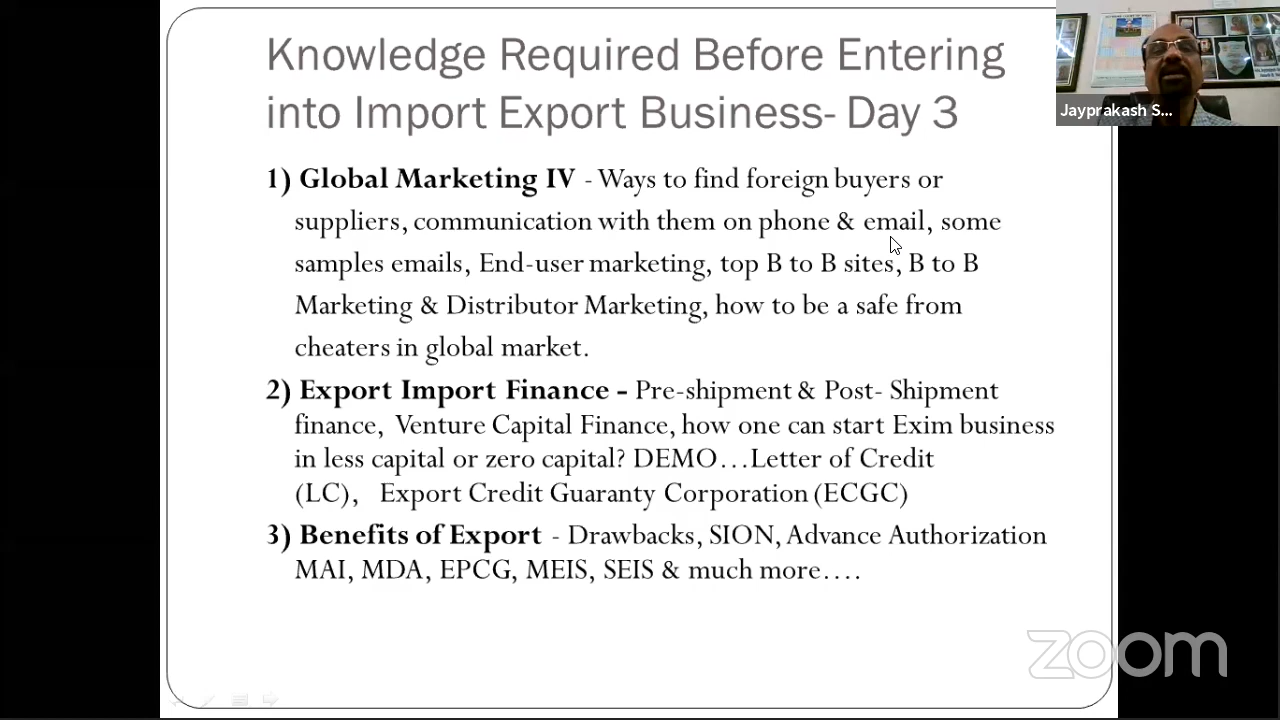 Knowledge Required Before Entering
into Import Export Business- Day 3
Jayprakash S...
1) Global Marketing IV - Ways to find foreign buyers or
suppliers, communication with them on phone & email, some
samples emails, End-user marketing, top B to B sites, B to B
Marketing & Distributor Marketing, how to be a safe from
cheaters in global market.
2) Export Import Finance - Pre-shipment & Post- Shipment
finance, Venture Capital Finance, how one can start Exim business
in less capital or zero capital? DEMO...Letter of Credit
(LC), Export Credit Guaranty Corporation (ECGC)
3) Benefits of Export - Drawbacks, SION, Advance Authorization
MAI, MDA, EPCG, MEIS, SEIS & much more....
zoom